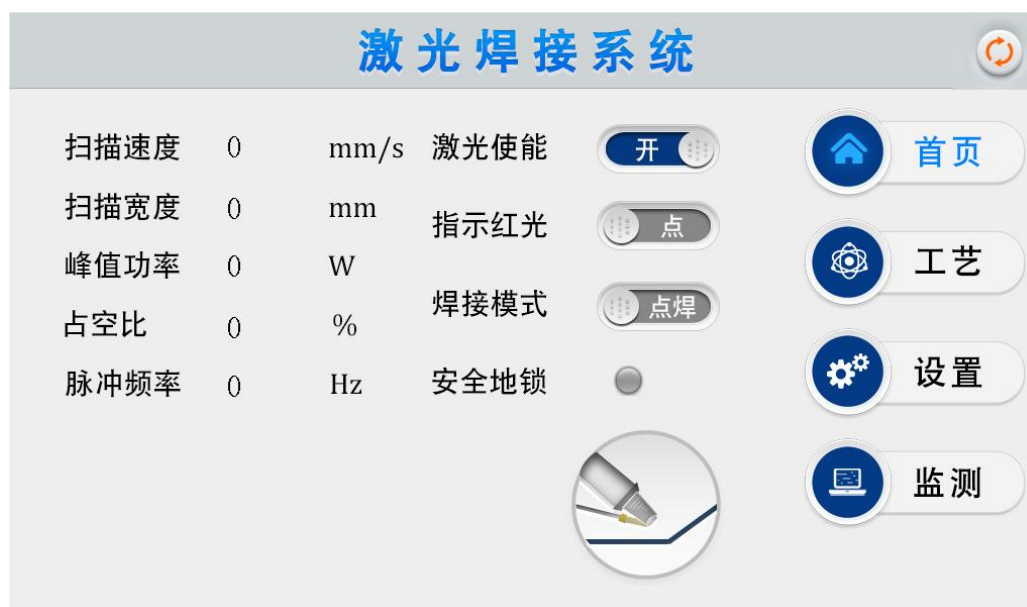 激光焊接系统
扫描速度 0 mm/s 激光使能 开
首页
扫描宽度 0 mm
指示红光 点
峰值功率 0 W
工艺
占空比 0 %
焊接模式 点焊
脉冲频率 0 Hz 安全地锁
设置
监测